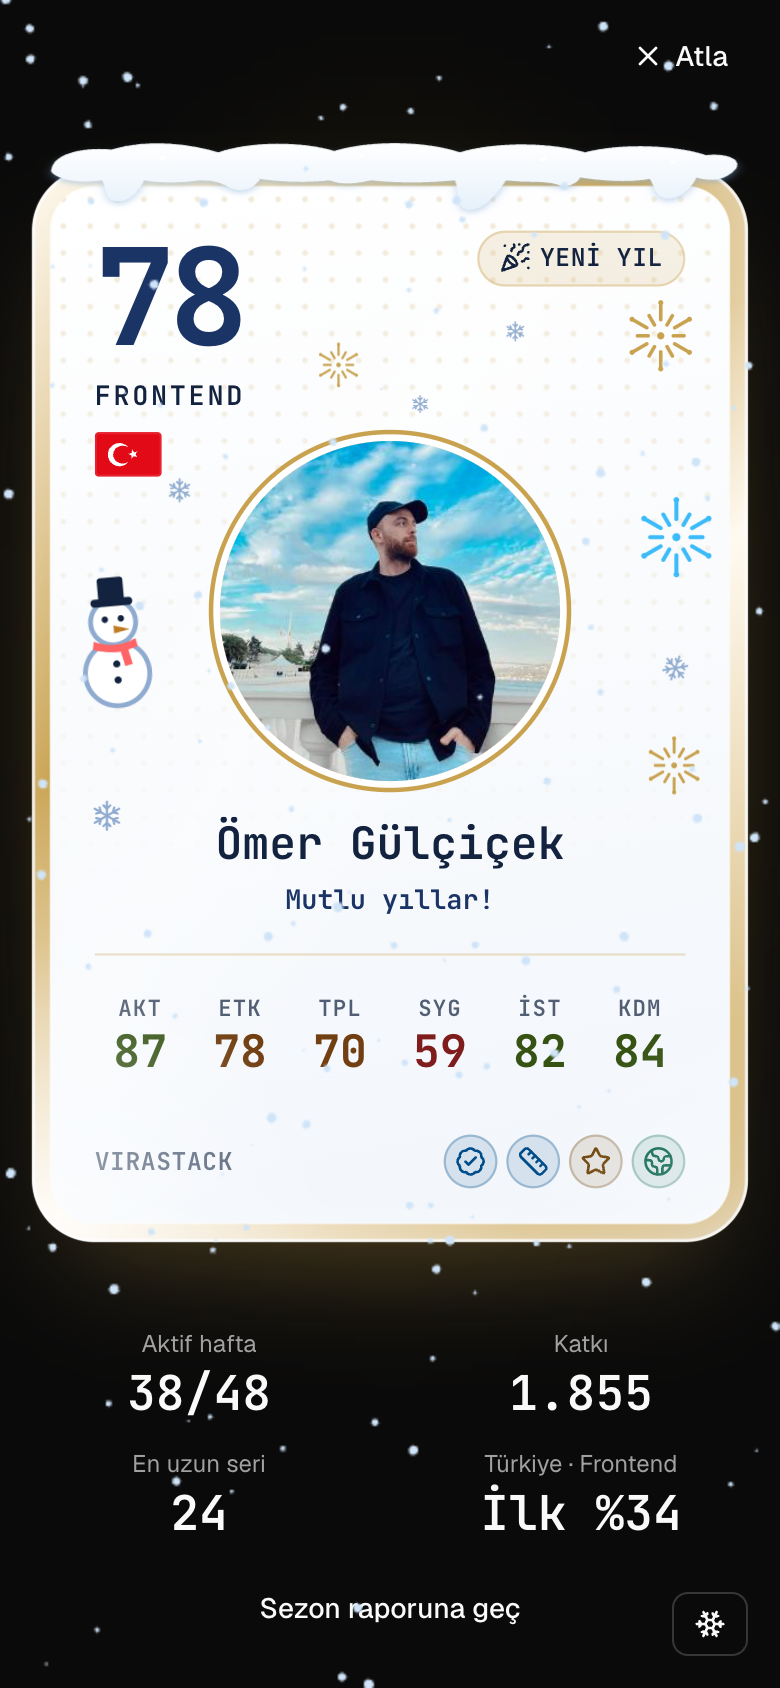 Atla
78
YENİ YIL
FRONTEND
Ömer Gülçiçek
Mutlu yıllar!
AKT ETK TPL SYG İST KDM
87 78 70 59 82 84
VIRASTACK
Aktif hafta Katkı
38/48 1.855
En uzun seri Türkiye · Frontend
24 İlk %34
Sezon raporuna geç